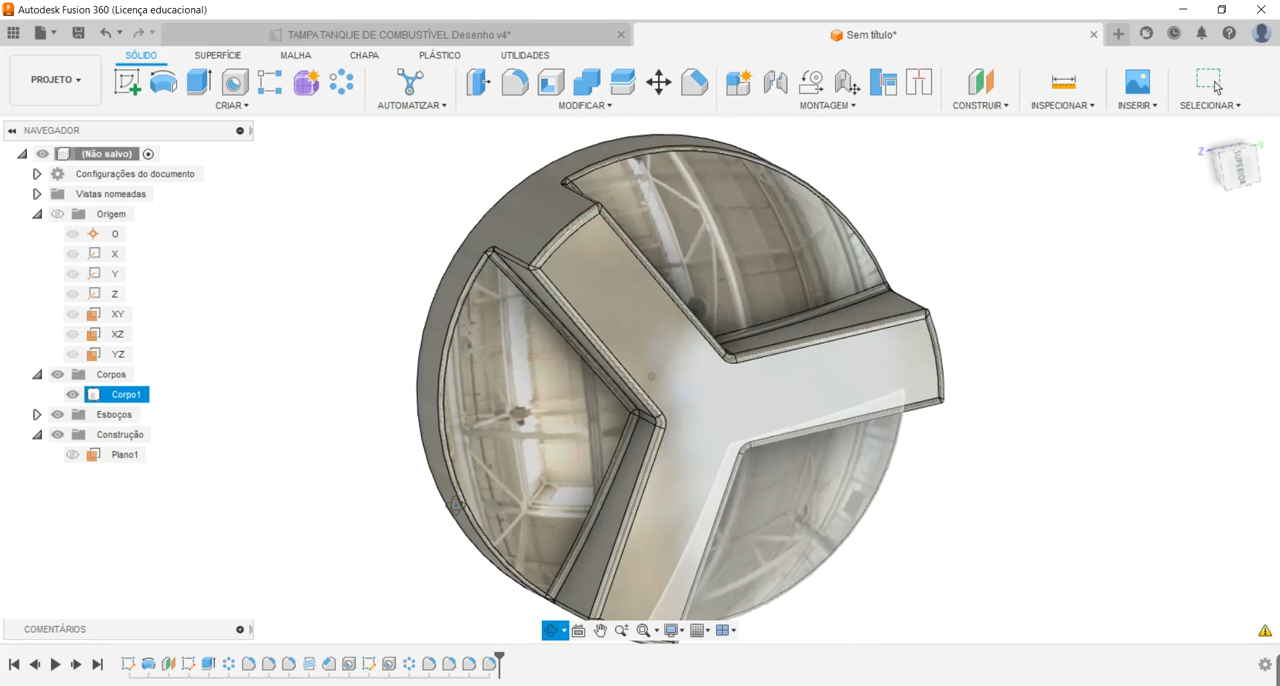 Autodesk Fusion 360 (Licença educacional)
TAMPA TANQUE DE COMBUSTÍVEL Desenho v4*
Sem título*
SÓLIDO SUPERFÍCIE MALHA CHAPA PLÁSTICO UTILIDADES
PROJETO
CRIAR AUTOMATIZAR MODIFICAR MONTAGEM CONSTRUIR INSPECIONAR INSERIR SELECIONAR
NAVEGADOR
(Não salvo)
Configurações do documento
Vistas nomeadas
Origem
O
X
Y
Z
XY
XZ
YZ
Corpos
Corpo1
Esboços
Construção
Plano1
Z Y
SUPERIOR
COMENTÁRIOS